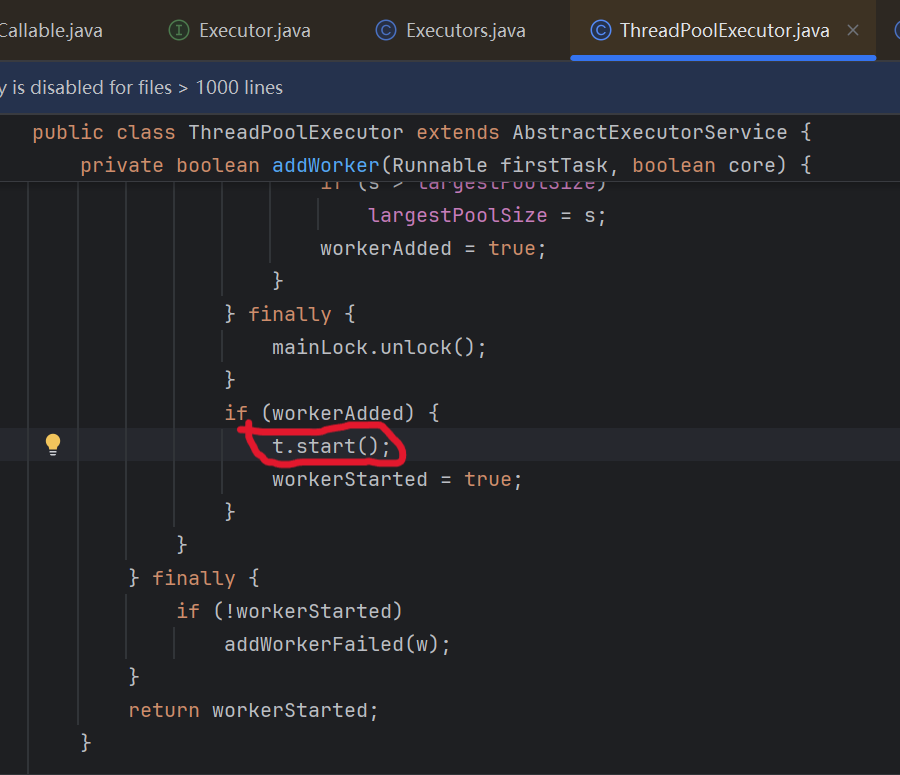 Callable.java
Executor.java
Executors.java
ThreadPoolExecutor.java
y is disabled for files > 1000 lines
public class ThreadPoolExecutor extends AbstractExecutorService {
private boolean addWorker(Runnable firstTask, boolean core) {
if (s > largestPoolSize)
largestPoolSize = s;
workerAdded = true;
}
} finally {
mainLock.unlock();
}
if (workerAdded) {
t.start();
workerStarted = true;
}
}
} finally {
if (!workerStarted)
addWorkerFailed(w);
}
return workerStarted;
}